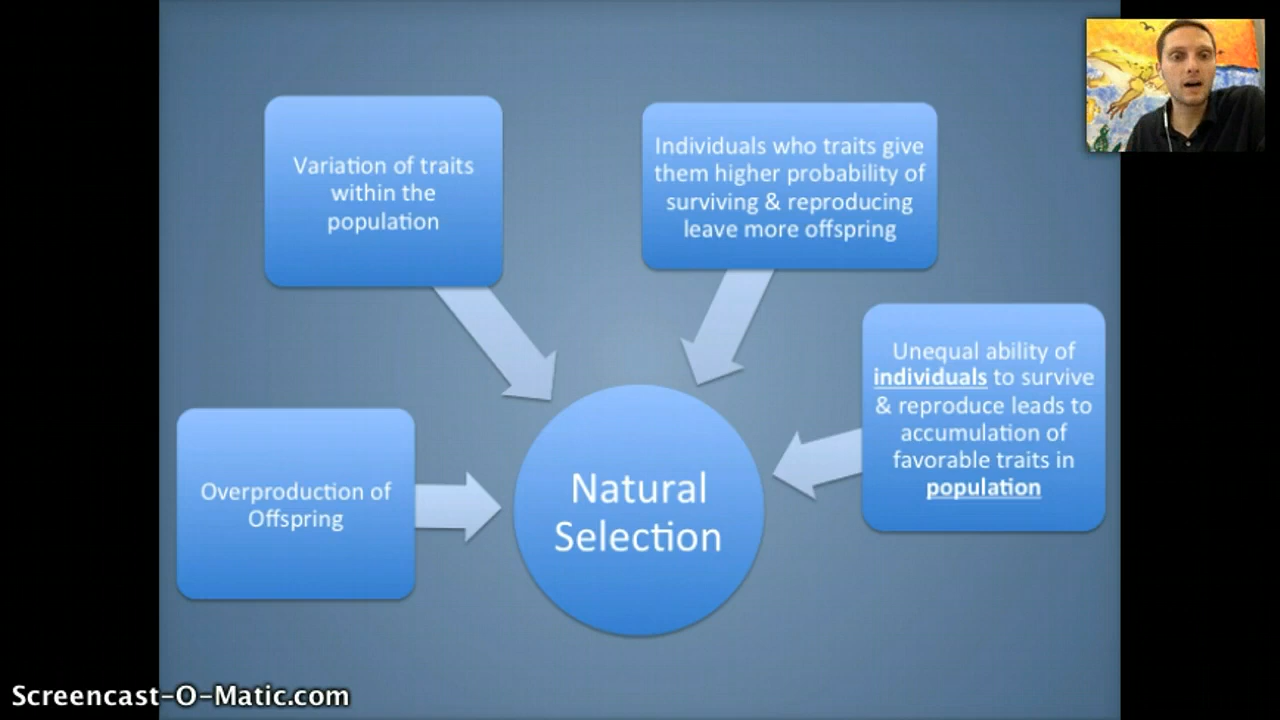 Variation of traits
within the
population
Individuals who traits give
them higher probability of
surviving & reproducing
leave more offspring
Unequal ability of
individuals to survive
& reproduce leads to
accumulation of
favorable traits in
population
Overproduction of
Offspring
Natural
Selection
Screencast-O-Matic.com